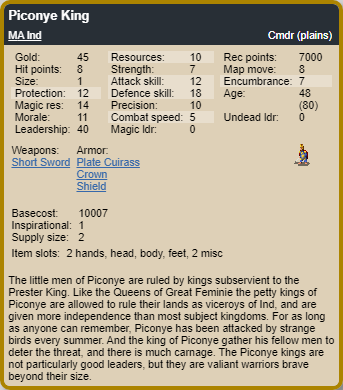 Piconye King
MA Ind Cmdr (plains)
Gold: 45 Resources: 10 Rec points: 7000
Hit points: 8 Strength: 7 Map move: 8
Size: 1 Attack skill: 12 Encumbrance: 7
Protection: 12 Defence skill: 18 Age: 48
Magic res: 14 Precision: 10 (80)
Morale: 11 Combat speed: 5 Undead ldr: 0
Leadership: 40 Magic ldr: 0
Weapons: Armor:
Short Sword Plate Cuirass
Crown
Shield
Basecost: 10007
Inspirational: 1
Supply size: 2
Item slots: 2 hands, head, body, feet, 2 misc
The little men of Piconye are ruled by kings subservient to the
Prester King. Like the Queens of Great Feminie the petty kings of
Piconye are allowed to rule their lands as viceroys of Ind, and are
given more independence than most subject kingdoms. For as long
as anyone can remember, Piconye has been attacked by strange
birds every summer. And the king of Piconye gather his fellow men to
deter the threat, and there is much carnage. The Piconye kings are
not particularly good leaders, but they are valiant warriors brave
beyond their size.